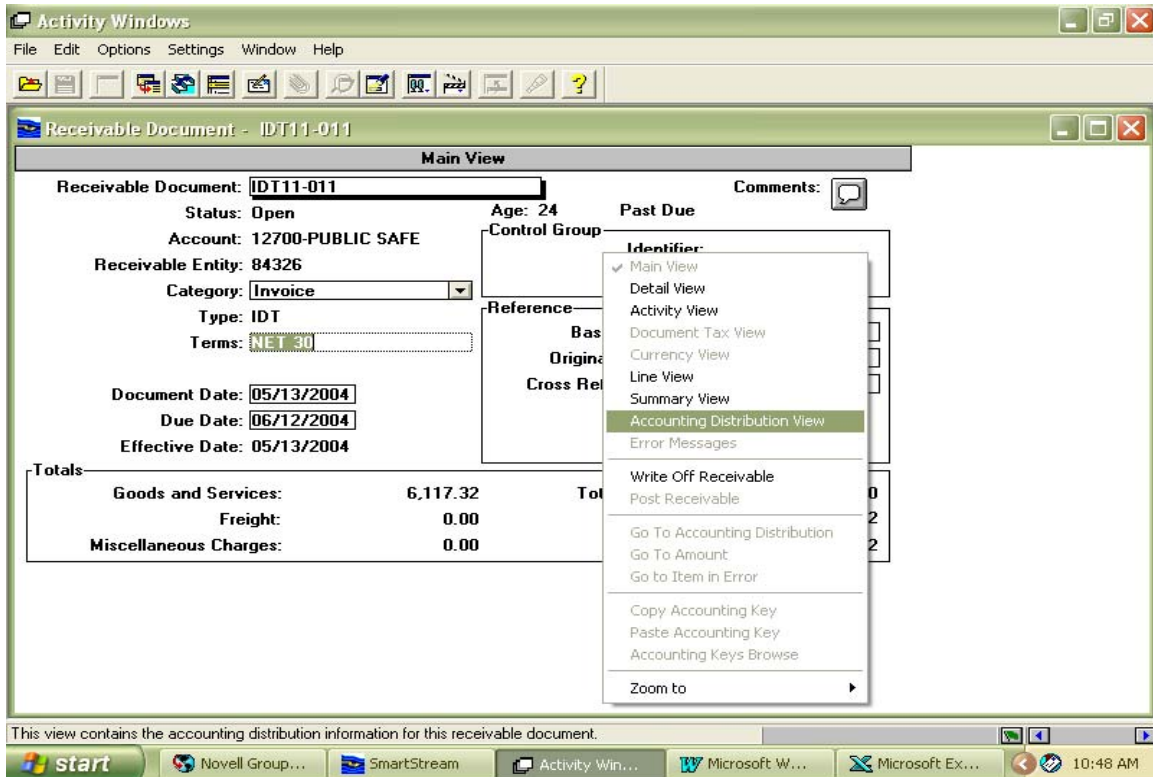 Activity Windows
File Edit Options Settings Window Help
Receivable Document - IDT11-011
Main View
Receivable Document: IDT11-011
Comments:
Status: Open
Age: 24 Past Due
Account: 12700-PUBLIC SAFE
Control Group
Identifier:
Receivable Entity: 84326
Category: Invoice
Type: IDT
Terms: NET 30
Reference
Bas
Origina
Cross Rel
Document Date: 05/13/2004
Due Date: 06/12/2004
Effective Date: 05/13/2004
Totals
Goods and Services: 6,117.32 Tot 0
Freight: 0.00 2
Miscellaneous Charges: 0.00 2
Main View
Detail View
Activity View
Document Tax View
Currency View
Line View
Summary View
Accounting Distribution View
Error Messages
Write Off Receivable
Post Receivable
Go To Accounting Distribution
Go To Amount
Go to Item in Error
Copy Accounting Key
Paste Accounting Key
Accounting Keys Browse
Zoom to
This view contains the accounting distribution information for this receivable document.
start Novell Group... SmartStream Activity Win... Microsoft W... Microsoft Ex... 10:48 AM